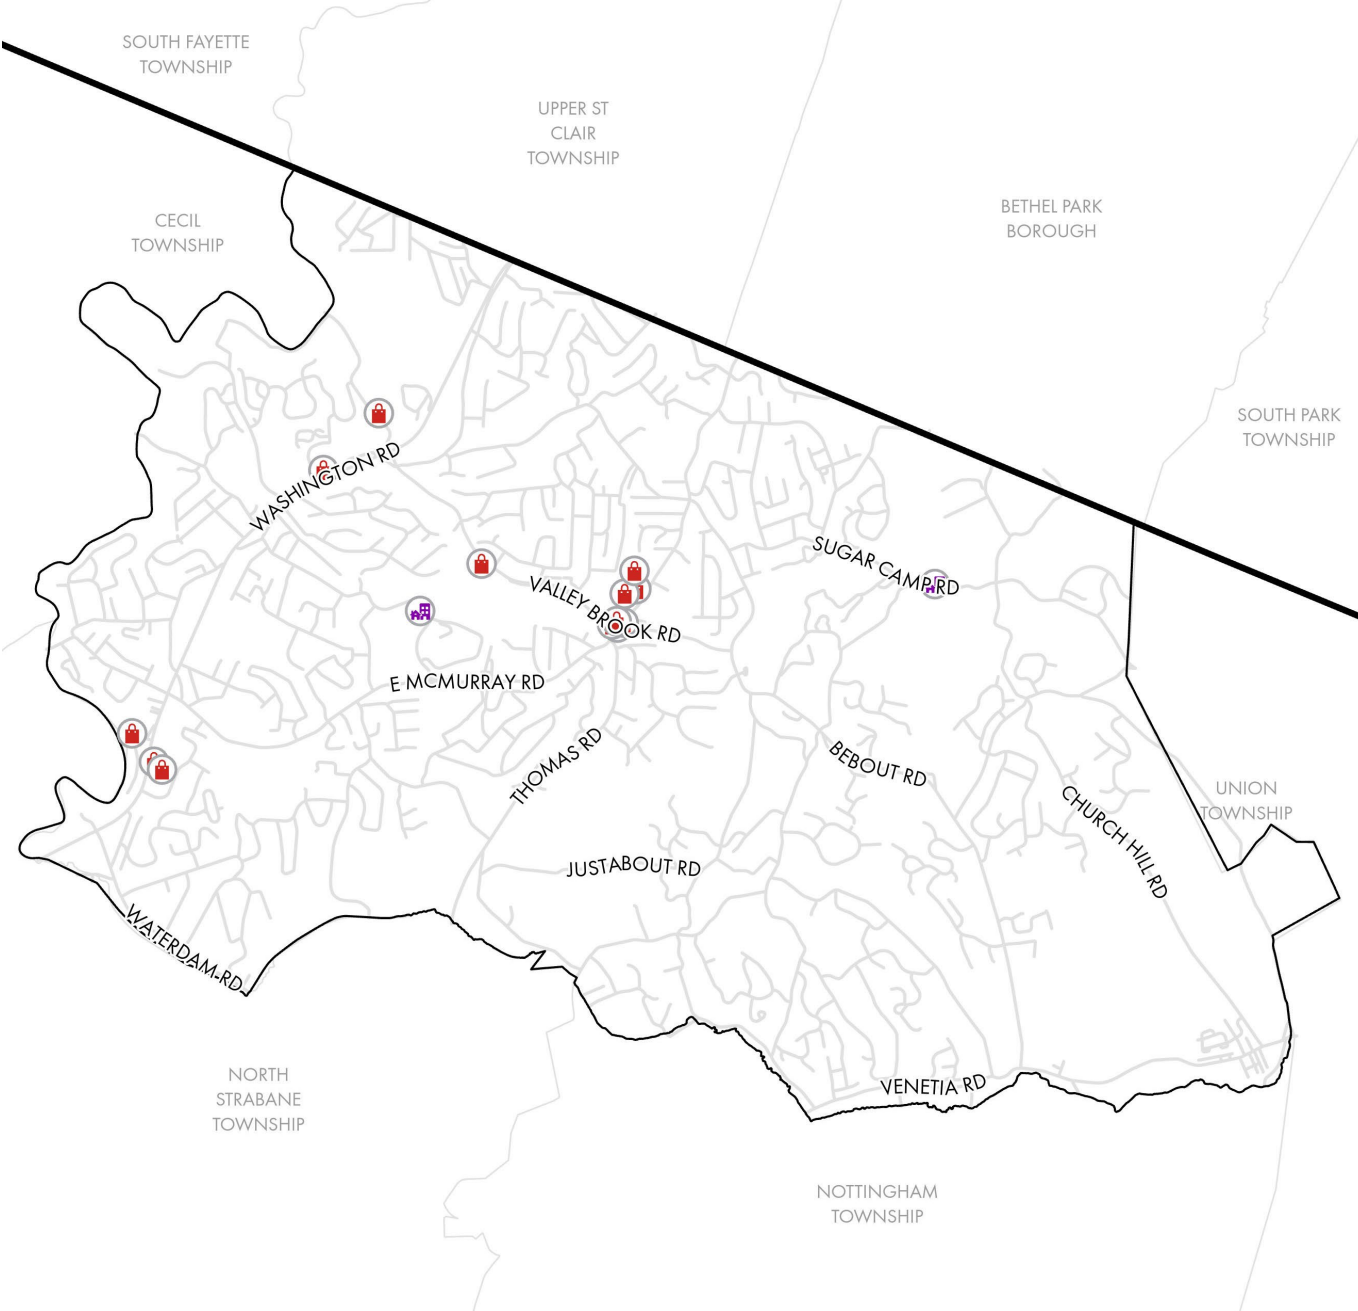 SOUTH FAYETTE
TOWNSHIP
UPPER ST
CLAIR
TOWNSHIP
CECIL
TOWNSHIP
BETHEL PARK
BOROUGH
SOUTH PARK
TOWNSHIP
WASHINGTON RD
SUGAR CAMP RD
VALLEY BROOK RD
E MCMURRAY RD
THOMAS RD
BEBOUT RD
CHURCH HILL RD
UNION
TOWNSHIP
JUSTABOUT RD
WATERDAM RD
VENETIA RD
NORTH
STRABANE
TOWNSHIP
NOTTINGHAM
TOWNSHIP